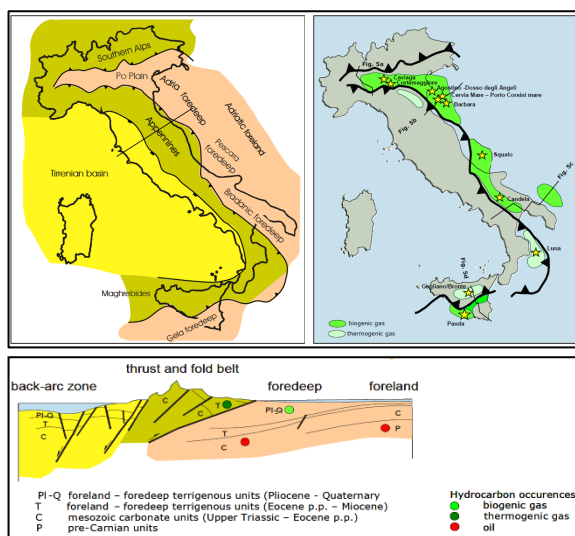 Southern Alps
Po Plain
Adria foredeep
Adriatic foreland
Appennines
Pescara foredeep
Tirrenian basin
Bradanic foredeep
Maghrebides
Gela foredeep
Fig. 5a
Caviaga
Cortemaggiore
Agostino -Dosso degli Angeli
Cervia Mare – Porto Corsini mare
Barbara
Fig. 5b
Squalo
Fig. 5c
Candela
Luna
Fig. 5d
Gagliano/Bronte
Panda
biogenic gas
thermogenic gas
thrust and fold belt
back-arc zone
foredeep
foreland
Pl-Q
T
C
C
T
Pl-Q
T
C
C
P
Pl-Q foreland – foredeep terrigenous units (Pliocene - Quaternary
T foreland – foredeep terrigenous units (Eocene p.p. – Miocene)
C mesozoic carbonate units (Upper Triassic – Eocene p.p.)
P pre-Carnian units
Hydrocarbon occurences
biogenic gas
thermogenic gas
oil